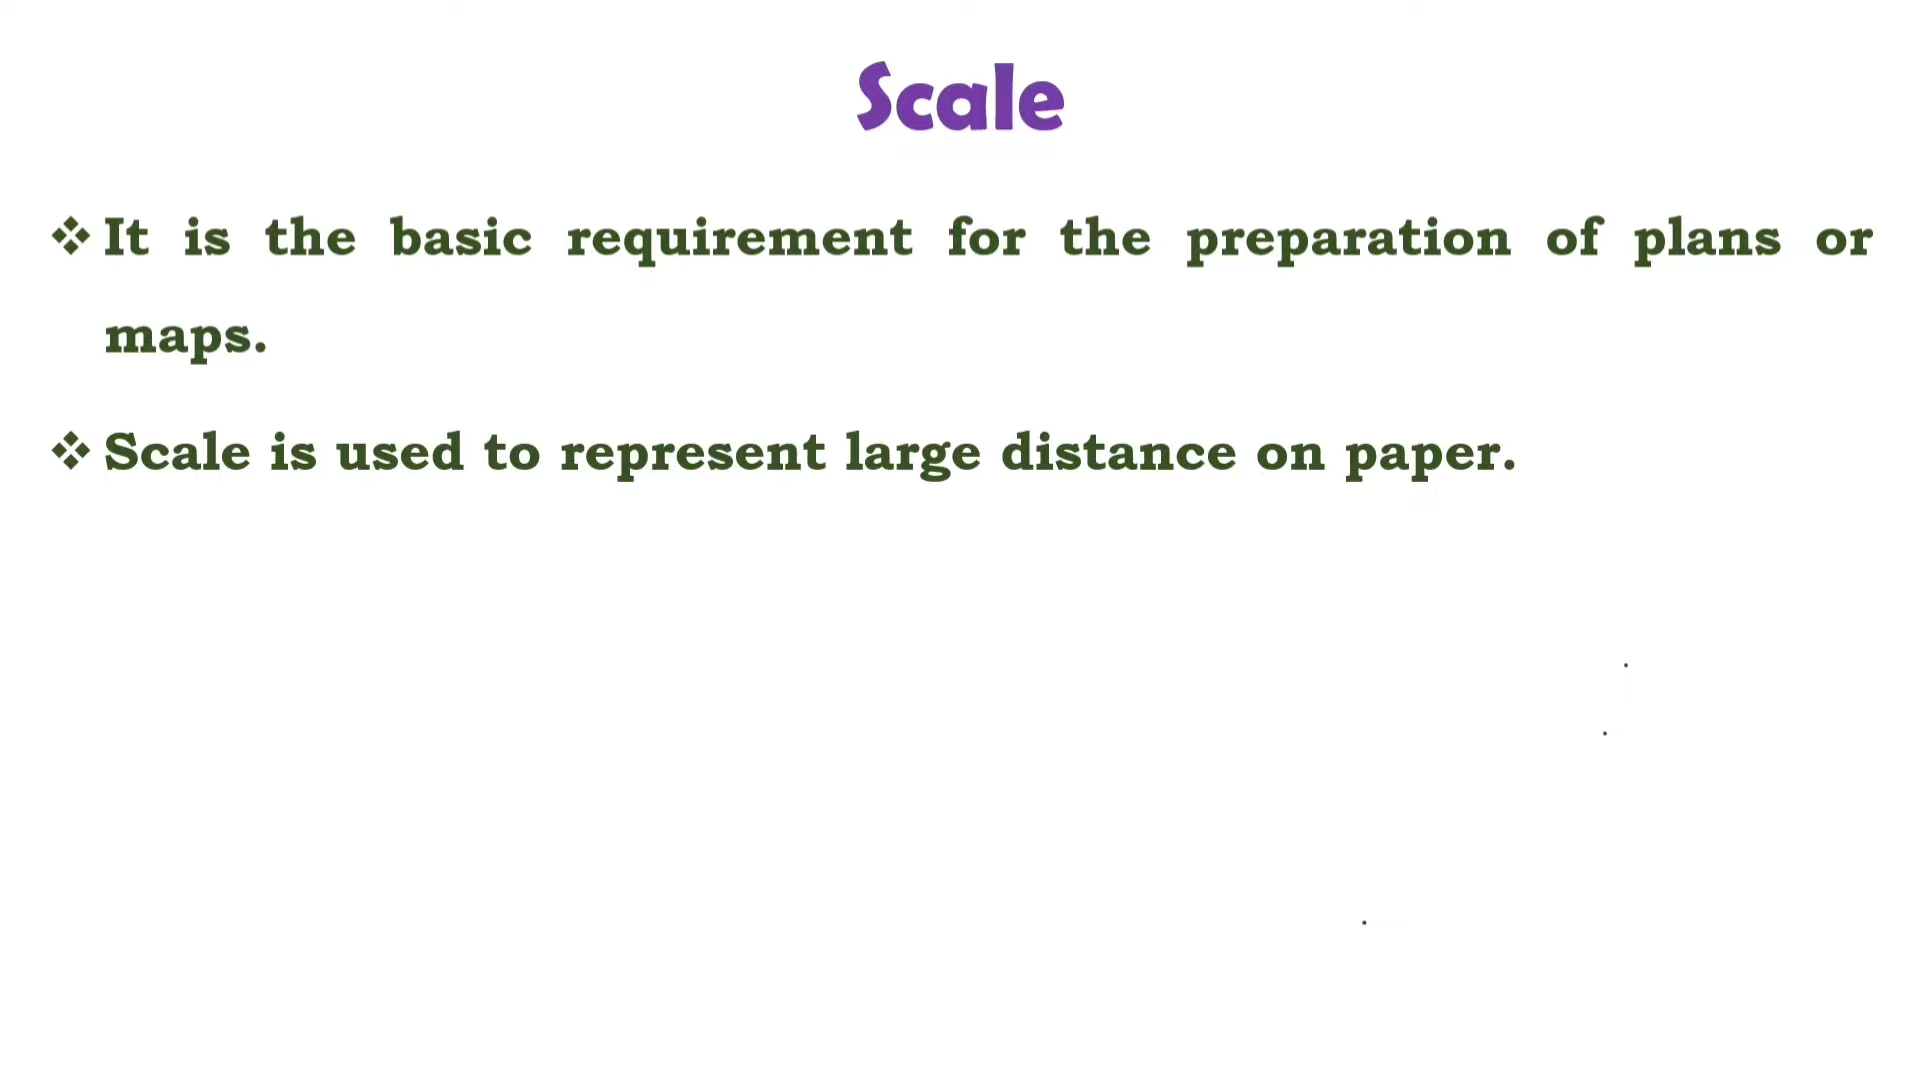 Scale
❖ It is the basic requirement for the preparation of plans or
maps.
❖ Scale is used to represent large distance on paper.